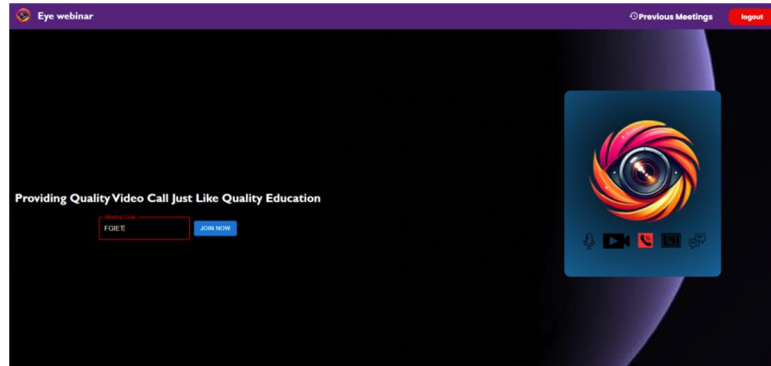 Eye webinar
Previous Meetings
logout
Providing Quality Video Call Just Like Quality Education
Meeting Code
FGIET
JOIN NOW